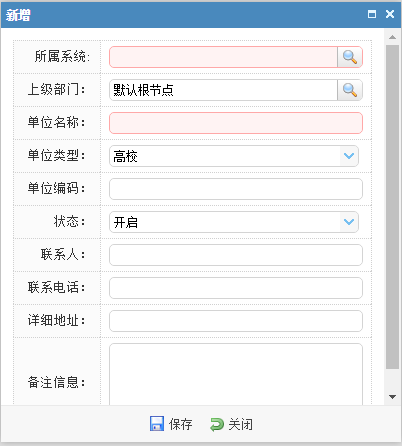 新增
所属系统:
上级部门: 默认根节点
单位名称:
单位类型: 高校
单位编码:
状态: 开启
联系人:
联系电话:
详细地址:
备注信息:
保存 关闭